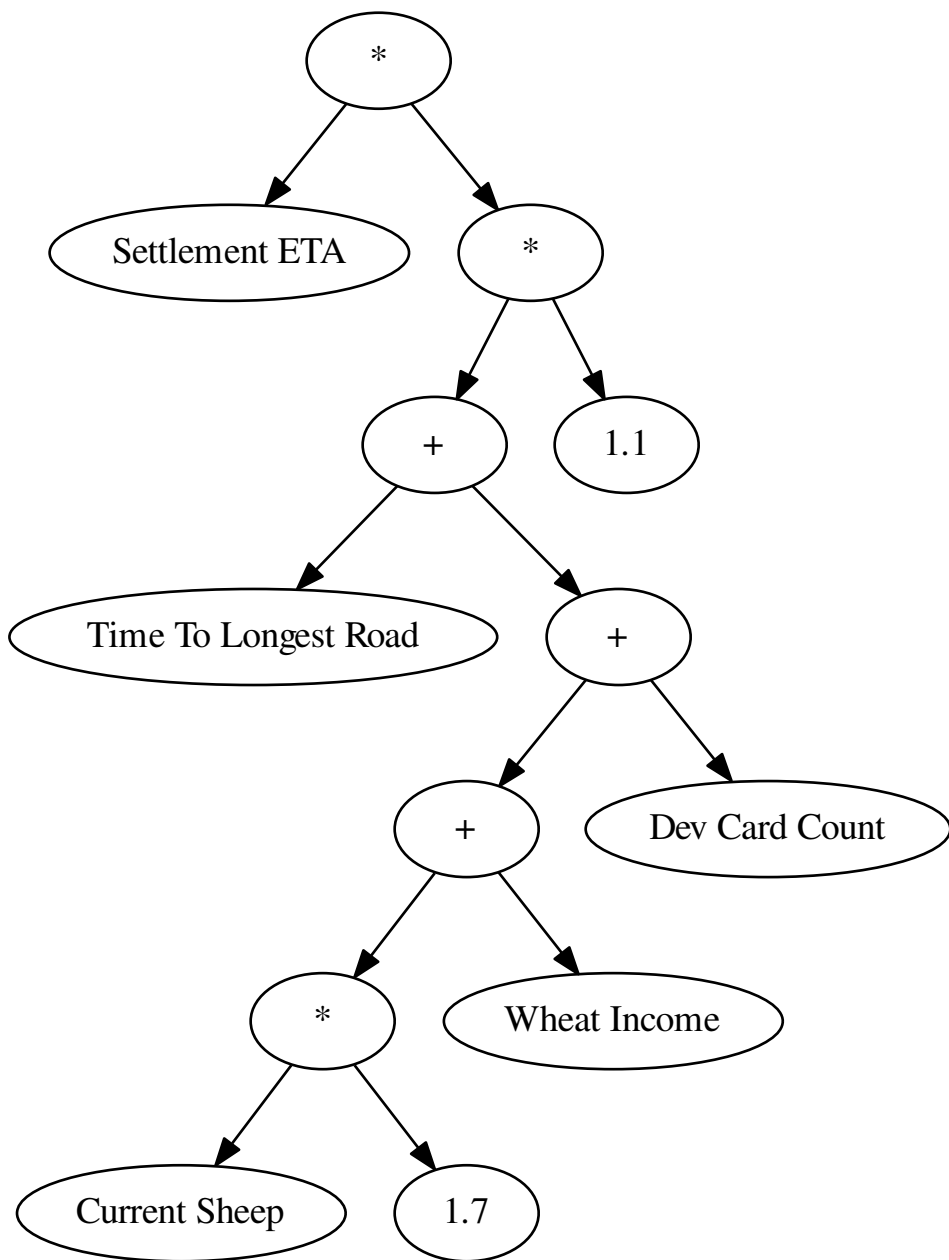 *
Settlement ETA
*
+
1.1
Time To Longest Road
+
+
Dev Card Count
*
Wheat Income
Current Sheep
1.7